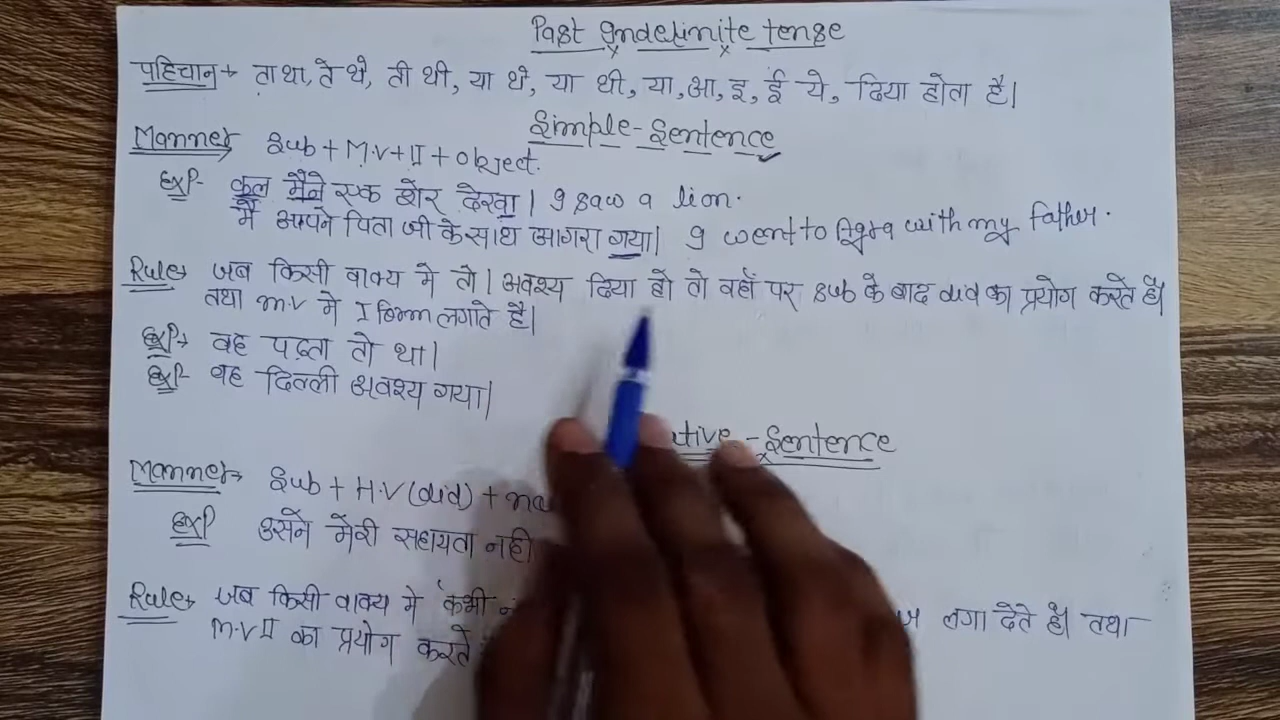 Past Indefinite tense
पहिचान→ ता था, ते थे, ती थी, या थे, या थी, या, आ, इ, ई ये, दिया होता है।
Simple-Sentence
Manner→ Sub + M.V + II + object.
Exp- कल मैने एक शेर देखा। I saw a lion.
मै अपने पिता जी के साथ आगरा गया। I went to Agra with my father.
Rule→ जब किसी वाक्य मे तो। अवश्य दिया हो तो वहाँ पर Sub के बाद did का प्रयोग करते है।
तथा m.v मे I form लगाते है।
Exp→ वह पढ़ता तो था।
Exp- वह दिल्ली अवश्य गया।
Sentence
Manner→ Sub + H.V (did) +
Exp उसने मेरी सहायता नही
Rule→ जब किसी वाक्य मे 'कभी लगा देते है। तथा
m.v II का प्रयोग करते